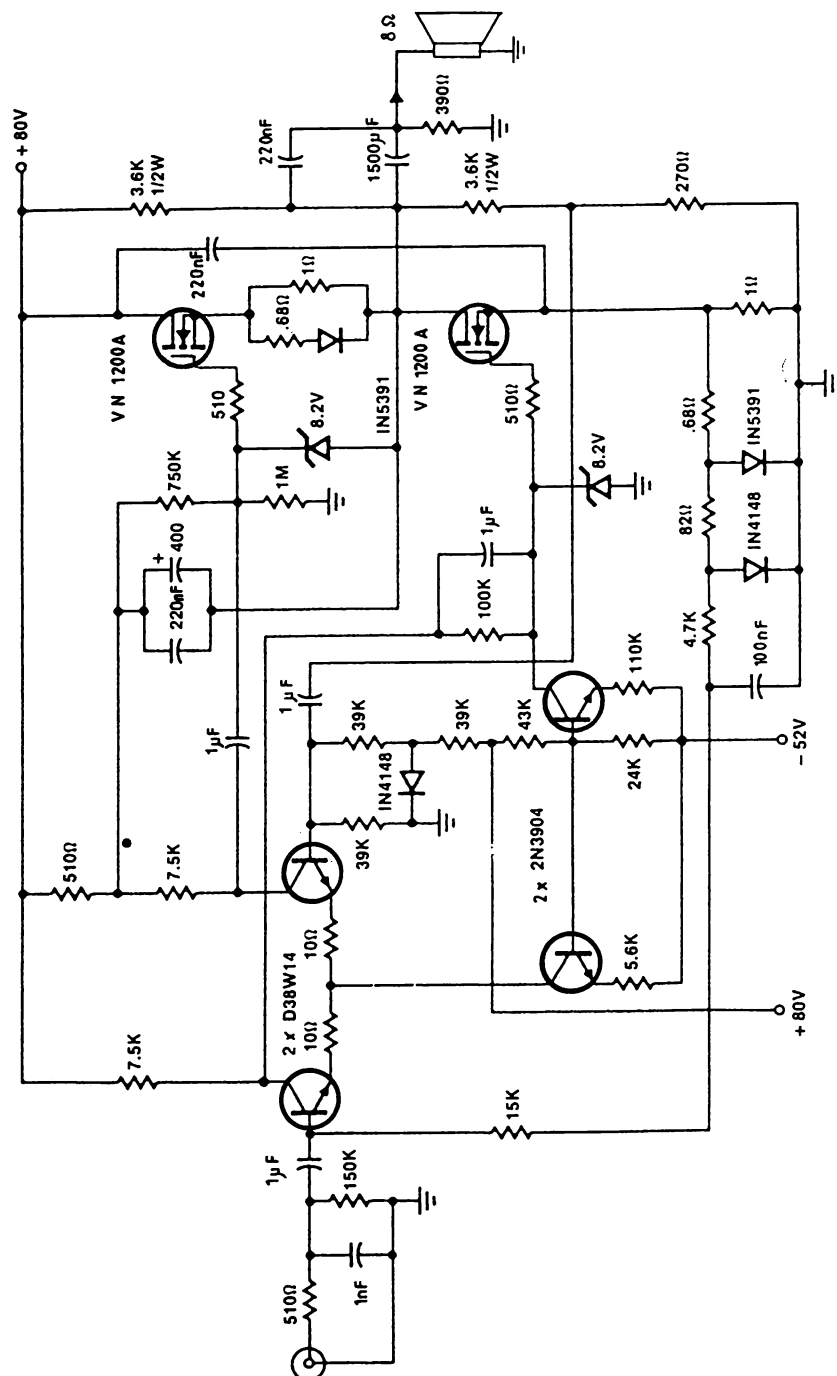 + 80V
3.6K
1/2W
220nF
8 Ω
390Ω
1500µF
3.6K
1/2W
270Ω
220nF
1Ω
.68Ω
VN 1200A
510
8.2V
IN5391
VN 1200A
510Ω
1Ω
.68Ω
IN5391
82Ω
IN4148
4.7K
100nF
8.2V
750K
1M
+
400
220nF
1µF
100K
1µF
1µF
39K
39K
43K
110K
24K
-52V
IN4148
39K
2 x 2N3904
5.6K
+80V
510Ω
7.5K
10Ω
10Ω
2 x D38W14
7.5K
15K
1µF
150K
1nF
510Ω